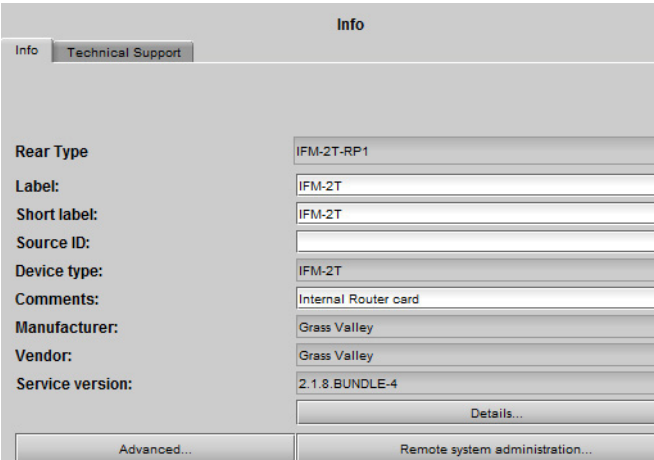 Info
Info Technical Support
Rear Type IFM-2T-RP1
Label: IFM-2T
Short label: IFM-2T
Source ID:
Device type: IFM-2T
Comments: Internal Router card
Manufacturer: Grass Valley
Vendor: Grass Valley
Service version: 2.1.8.BUNDLE-4
Details...
Advanced... Remote system administration...